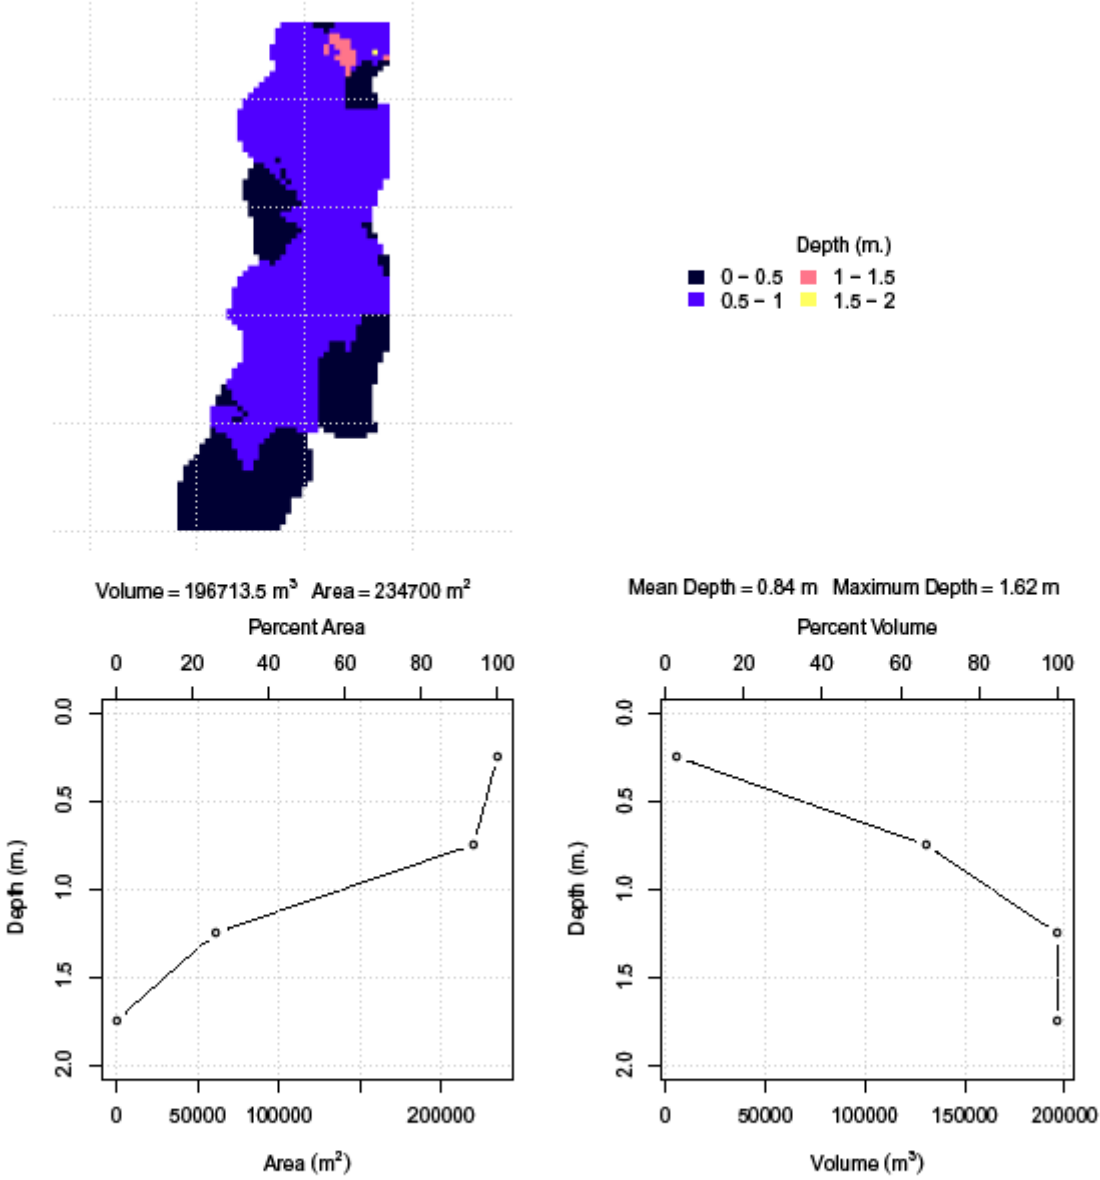 Depth (m.)
0 – 0.5 1 – 1.5
0.5 – 1 1.5 – 2
Volume = 196713.5 m³ Area = 234700 m²
Mean Depth = 0.84 m Maximum Depth = 1.62 m
Percent Area
0 20 40 60 80 100
0.0
0.5
1.0
1.5
2.0
Depth (m.)
0 50000 100000 200000
Area (m²)
Percent Volume
0 20 40 60 80 100
0.0
0.5
1.0
1.5
2.0
Depth (m.)
0 50000 100000 150000 200000
Volume (m³)